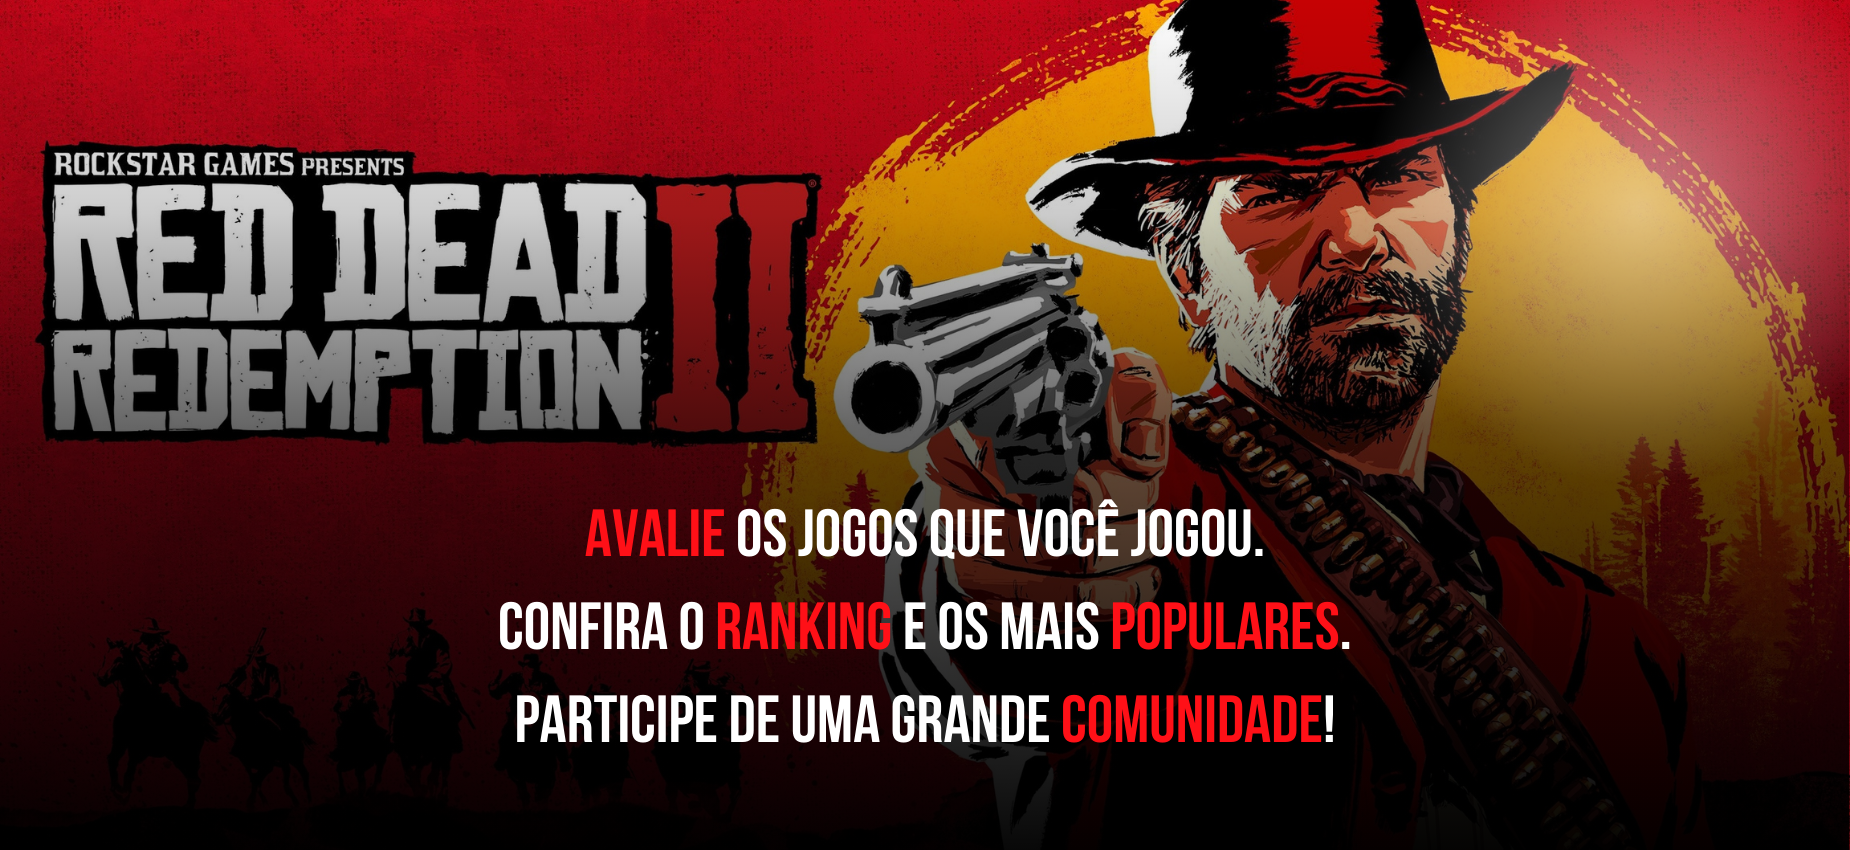 ROCKSTAR GAMES PRESENTS
RED DEAD
REDEMPTION II®
AVALIE OS JOGOS QUE VOCÊ JOGOU.
CONFIRA O RANKING E OS MAIS POPULARES.
PARTICIPE DE UMA GRANDE COMUNIDADE!